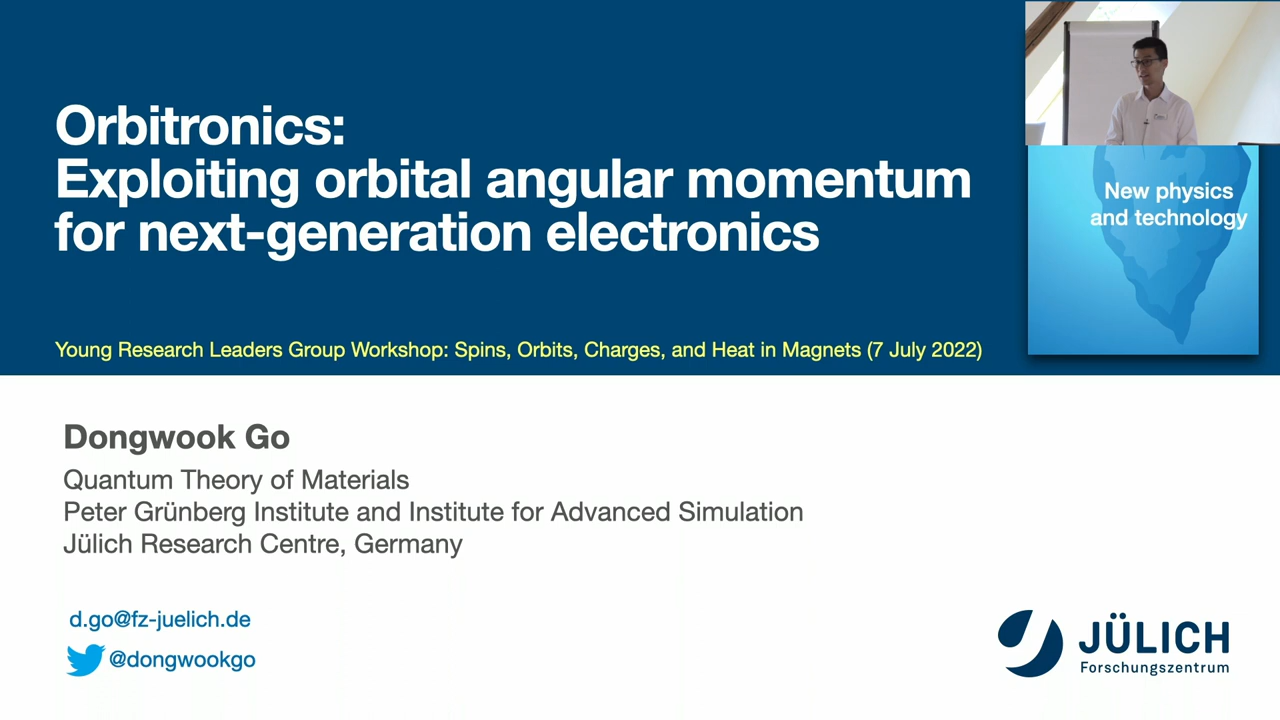 Orbitronics:
Exploiting orbital angular momentum
for next-generation electronics
New physics
and technology
Young Research Leaders Group Workshop: Spins, Orbits, Charges, and Heat in Magnets (7 July 2022)
Dongwook Go
Quantum Theory of Materials
Peter Grünberg Institute and Institute for Advanced Simulation
Jülich Research Centre, Germany
d.go@fz-juelich.de
@dongwookgo
JÜLICH
Forschungszentrum